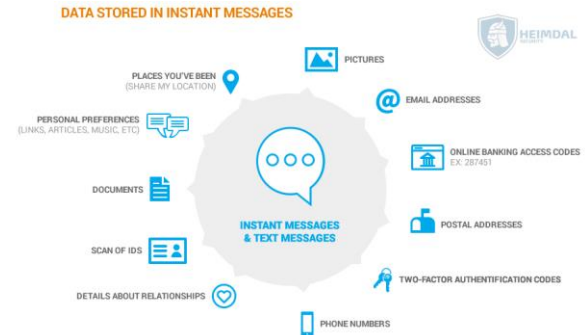 DATA STORED IN INSTANT MESSAGES
HEIMDAL
SECURITY
PICTURES
PLACES YOU'VE BEEN
(SHARE MY LOCATION)
@
EMAIL ADDRESSES
PERSONAL PREFERENCES
(LINKS, ARTICLES, MUSIC, ETC)
ONLINE BANKING ACCESS CODES
EX: 287451
DOCUMENTS
INSTANT MESSAGES
& TEXT MESSAGES
POSTAL ADDRESSES
SCAN OF IDS
TWO-FACTOR AUTHENTIFICATION CODES
DETAILS ABOUT RELATIONSHIPS
PHONE NUMBERS